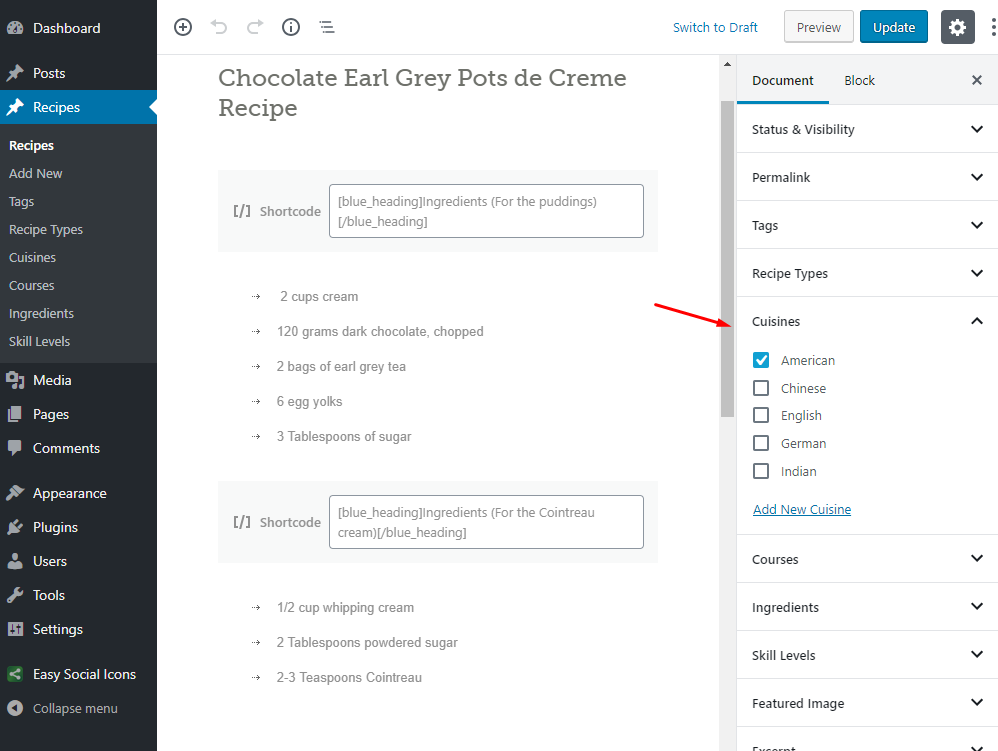 Dashboard
Posts
Recipes
Recipes
Add New
Tags
Recipe Types
Cuisines
Courses
Ingredients
Skill Levels
Media
Pages
Comments
Appearance
Plugins
Users
Tools
Settings
Easy Social Icons
Collapse menu
Switch to Draft
Preview
Update
Chocolate Earl Grey Pots de Creme
Recipe
[/] Shortcode
[blue_heading]Ingredients (For the puddings)
[/blue_heading]
2 cups cream
120 grams dark chocolate, chopped
2 bags of earl grey tea
6 egg yolks
3 Tablespoons of sugar
[/] Shortcode
[blue_heading]Ingredients (For the Cointreau
cream)[/blue_heading]
1/2 cup whipping cream
2 Tablespoons powdered sugar
2-3 Teaspoons Cointreau
Document
Block
Status & Visibility
Permalink
Tags
Recipe Types
Cuisines
American
Chinese
English
German
Indian
Add New Cuisine
Courses
Ingredients
Skill Levels
Featured Image
Excerpt